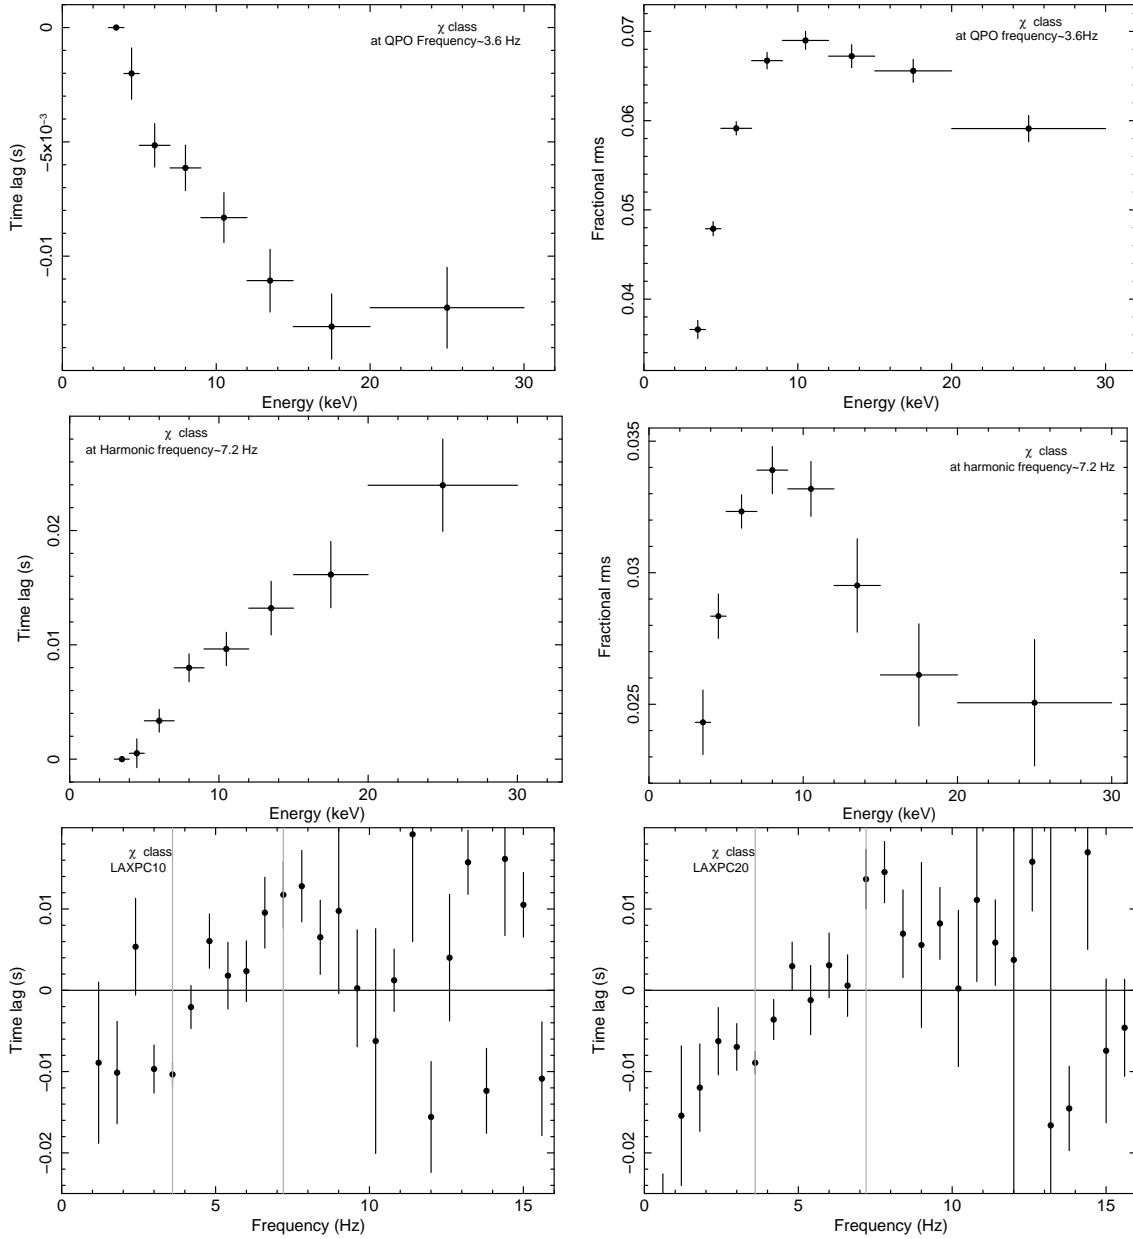 χ class
at QPO Frequency~3.6 Hz
0
−5×10⁻³
−0.01
Time lag (s)
0 10 20 30
Energy (keV)
χ class
at QPO frequency~3.6Hz
0.07
0.06
0.05
0.04
Fractional rms
0 10 20 30
Energy (keV)
χ class
at Harmonic frequency~7.2 Hz
0.02
0.01
0
Time lag (s)
0 10 20 30
Energy (keV)
χ class
at harmonic frequency~7.2 Hz
0.035
0.03
0.025
Fractional rms
0 10 20 30
Energy (keV)
χ class
LAXPC10
0.01
0
−0.01
−0.02
Time lag (s)
0 5 10 15
Frequency (Hz)
χ class
LAXPC20
0.01
0
−0.01
−0.02
Time lag (s)
0 5 10 15
Frequency (Hz)